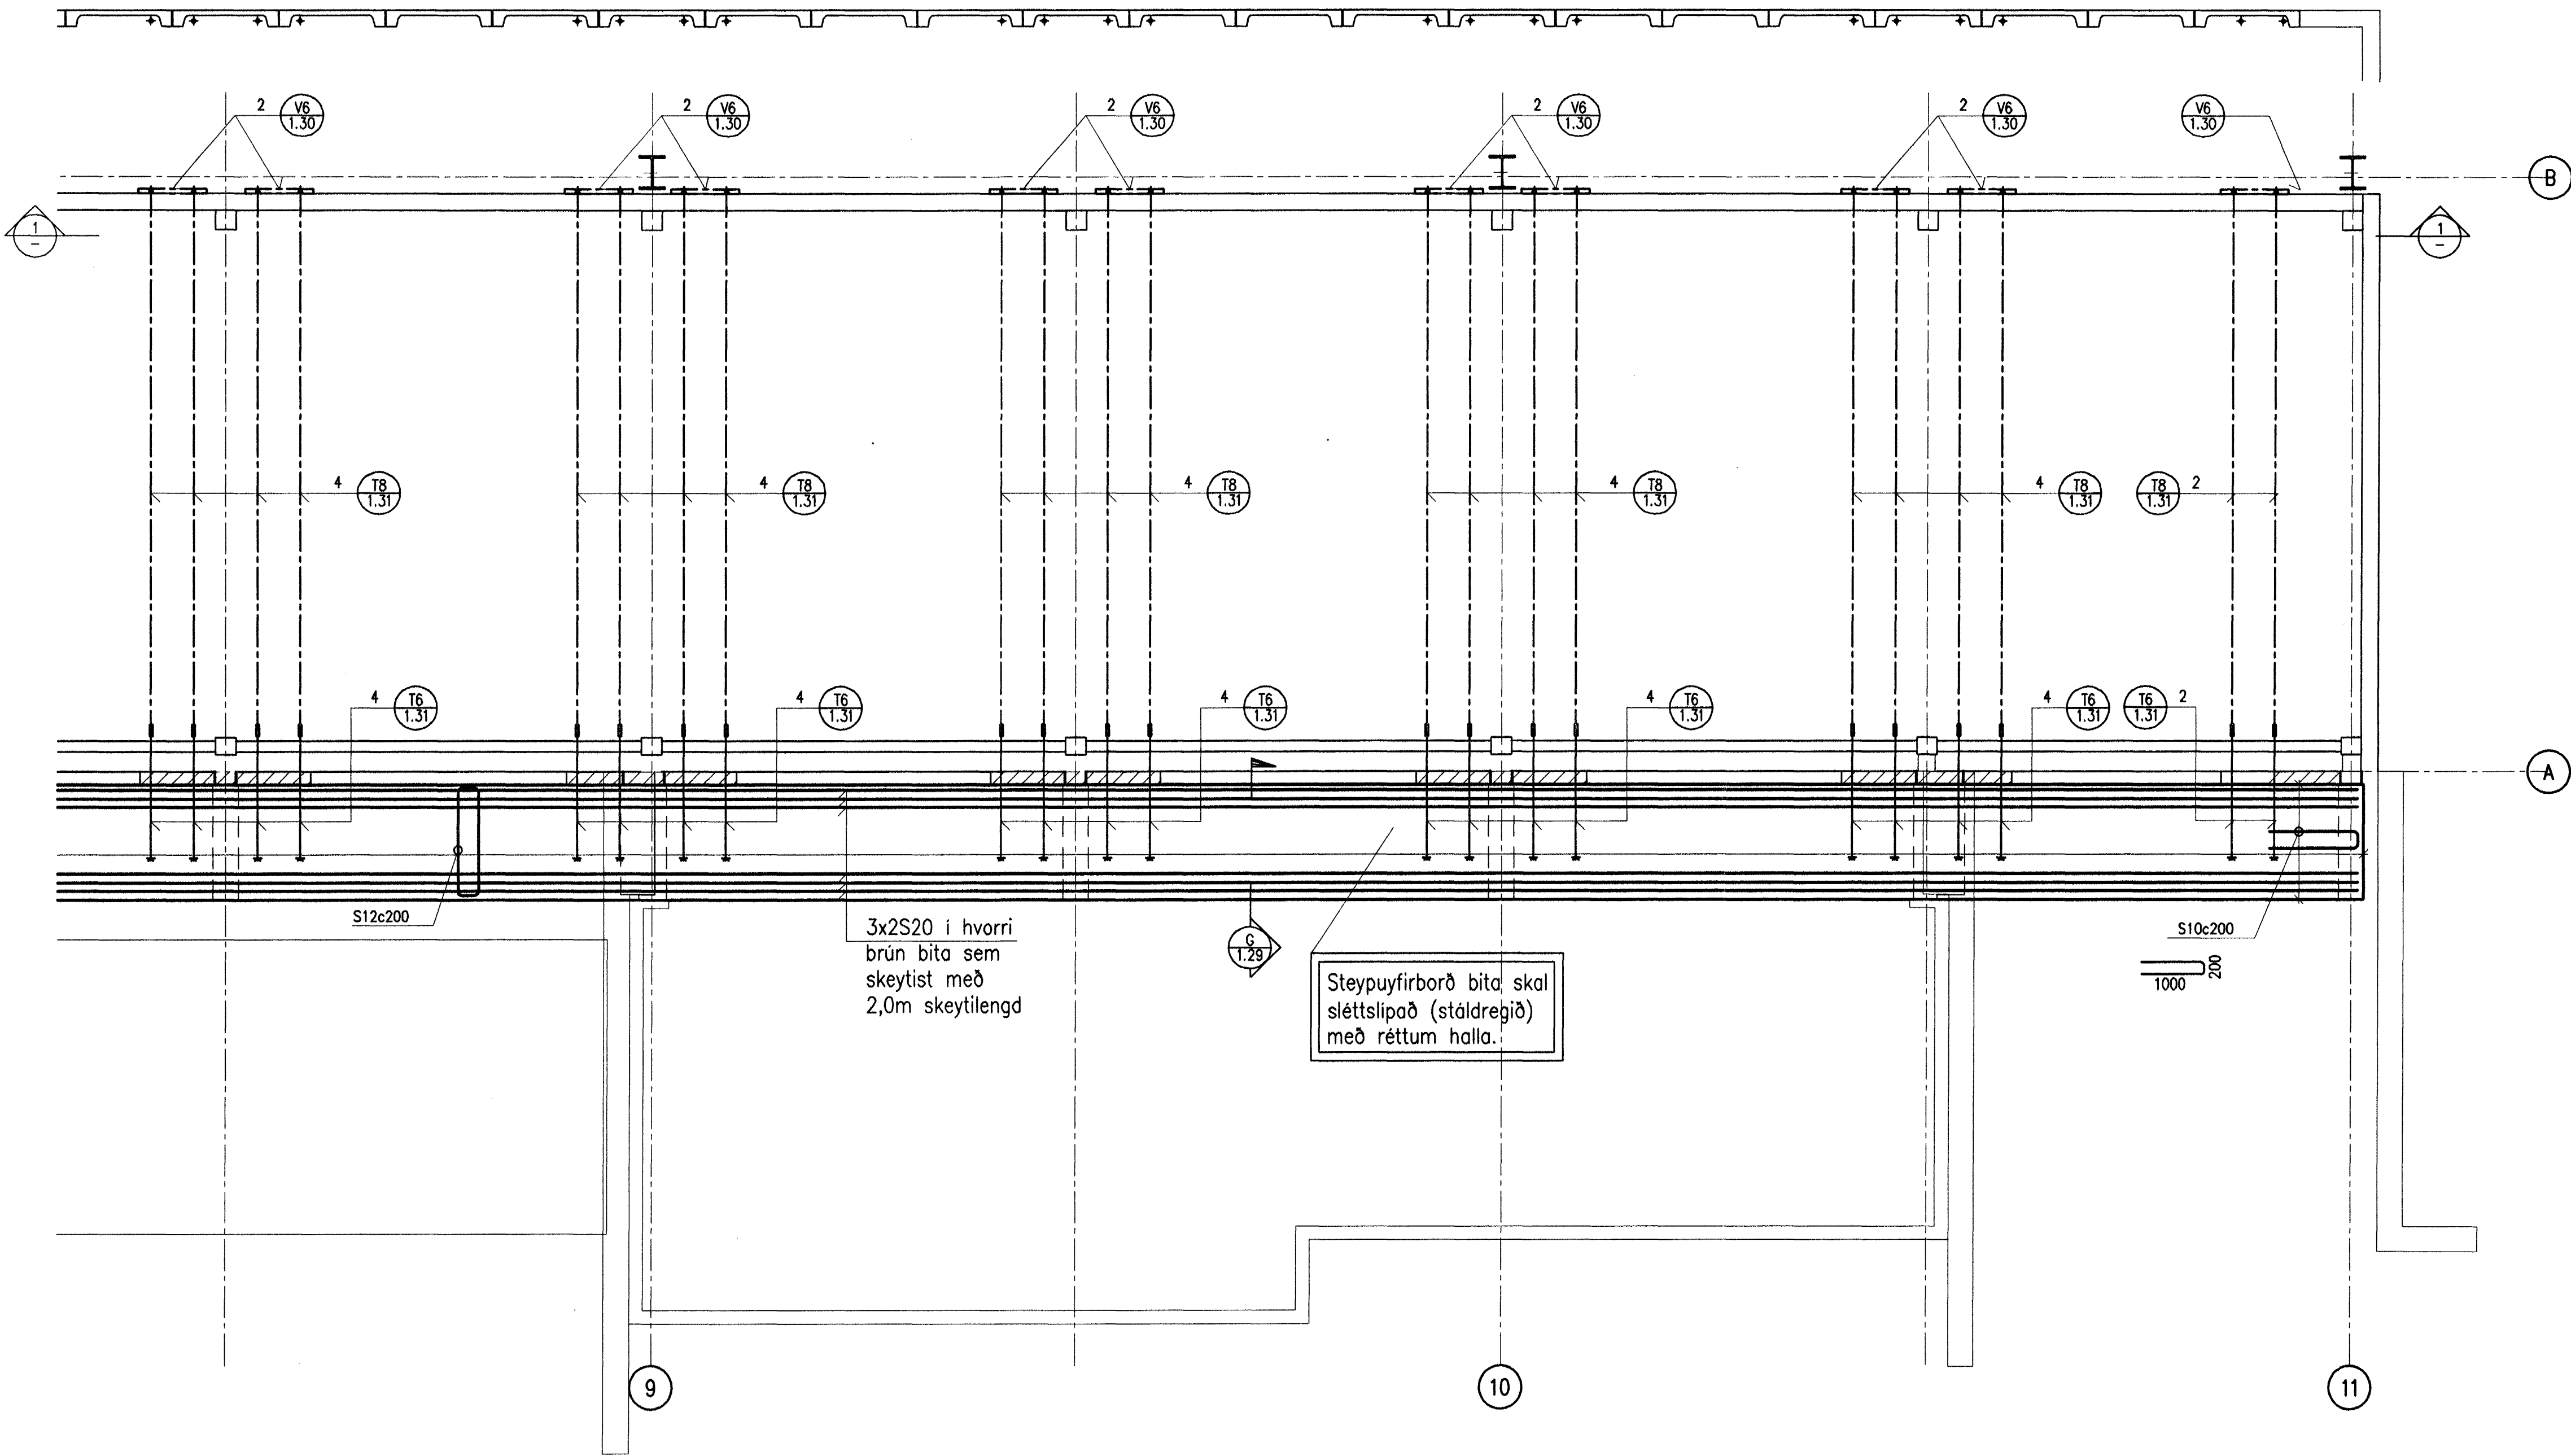 2 V6
1.30
2 V6
1.30
2 V6
1.30
2 V6
1.30
2 V6
1.30
V6
1.30
B
1
–
1
–
4 T8
1.31
4 T8
1.31
4 T8
1.31
4 T8
1.31
4 T8
1.31
T8 2
1.31
4 T6
1.31
4 T6
1.31
4 T6
1.31
4 T6
1.31
4 T6
1.31
T6 2
1.31
A
S12c200
3x2S20 í hvorri
brún bita sem
skeytist með
2,0m skeytilengd
G
1.29
Steypuyfirborð bita skal
sléttslípað (stáldregið)
með réttum halla.
S10c200
200
1000
9
10
11